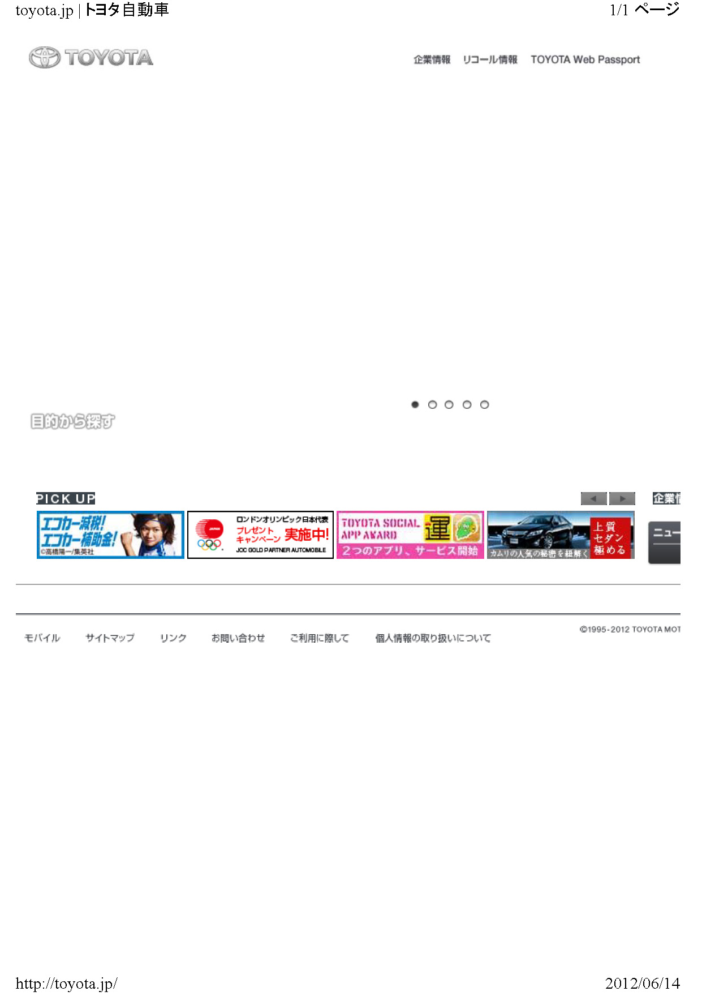 toyota.jp | トヨタ自動車
1/1 ページ
TOYOTA
企業情報 リコール情報 TOYOTA Web Passport
目的から探す
PICK UP
企業情
エコカー減税!
エコカー補助金!
©高橋陽一/集英社
JAPAN
ロンドンオリンピック日本代表
プレゼント
キャンペーン 実施中!
JOC GOLD PARTNER AUTOMOBILE
TOYOTA SOCIAL
APP AWARD
運
2つのアプリ、サービス開始
上質
セダン
極める
カムリの人気の秘密を紐解く
ニュー
©1995-2012 TOYOTA MOT
モバイル サイトマップ リンク お問い合わせ ご利用に際して 個人情報の取り扱いについて
http://toyota.jp/
2012/06/14